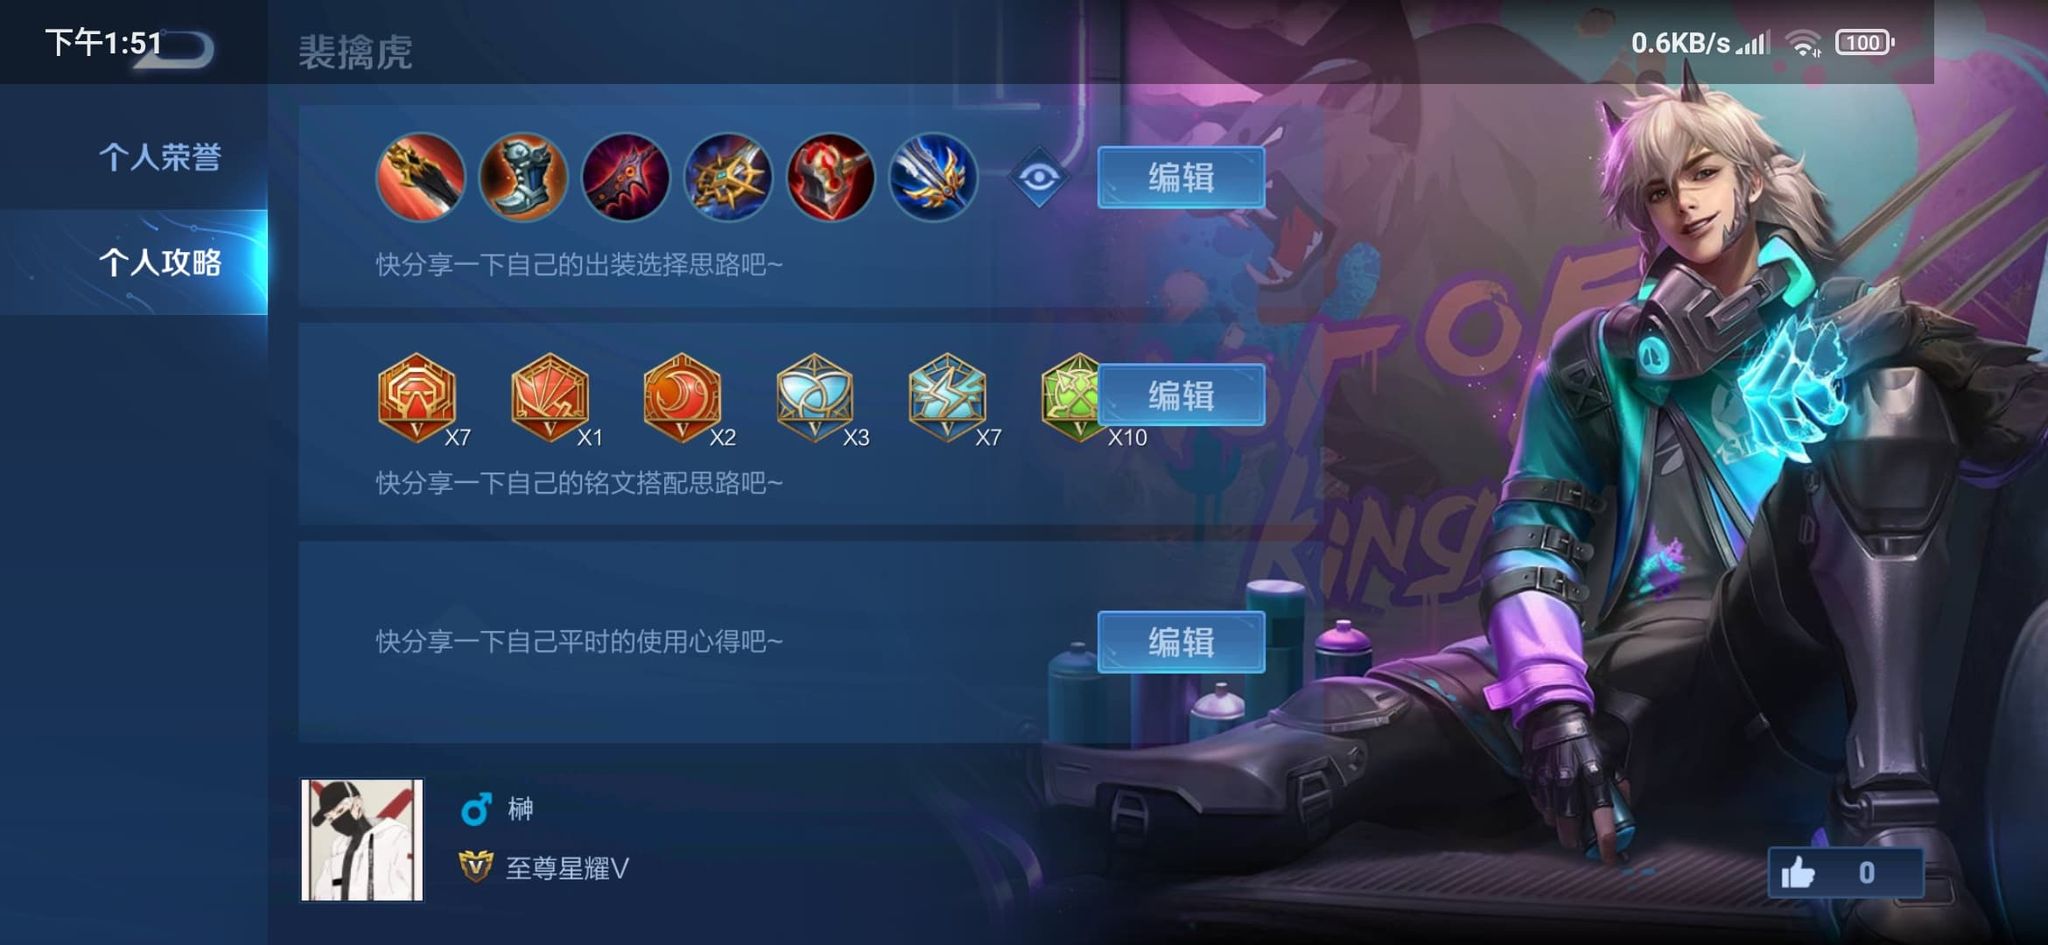 下午1:51
0.6KB/s
100
裴擒虎
个人荣誉
个人攻略
编辑
快分享一下自己的出装选择思路吧~
V V V V V V
X7 X1 X2 X3 X7 X10
编辑
快分享一下自己的铭文搭配思路吧~
快分享一下自己平时的使用心得吧~
编辑
OF
KiNG
榊
V 至尊星耀V
0